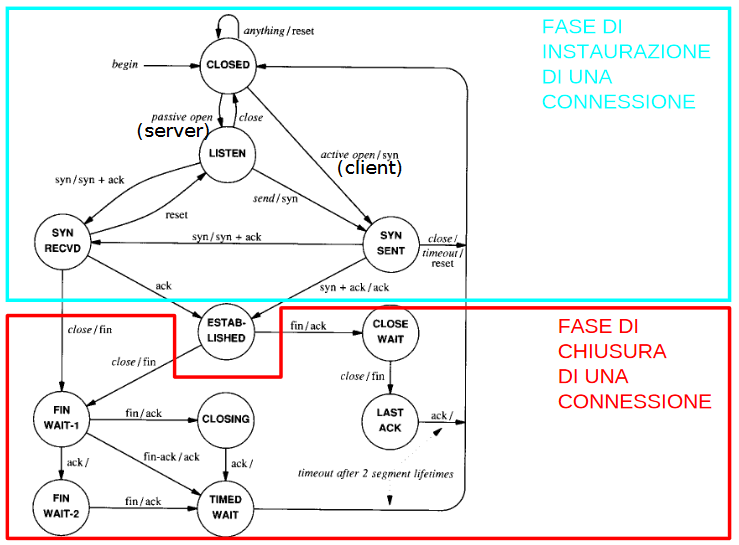 anything/reset
FASE DI
INSTAURAZIONE
DI UNA
CONNESSIONE
begin
CLOSED
passive open
close
(server)
LISTEN
active open/syn
(client)
syn/syn + ack
send/syn
reset
SYN
RECVD
syn/syn + ack
SYN
SENT
close/
timeout/
reset
ack
syn + ack/ack
close/fin
ESTAB-
LISHED
fin/ack
CLOSE
WAIT
FASE DI
CHIUSURA
DI UNA
CONNESSIONE
close/fin
close/fin
FIN
WAIT-1
fin/ack
CLOSING
LAST
ACK
ack/
ack/
fin-ack/ack
ack/
timeout after 2 segment lifetimes
FIN
WAIT-2
fin/ack
TIMED
WAIT